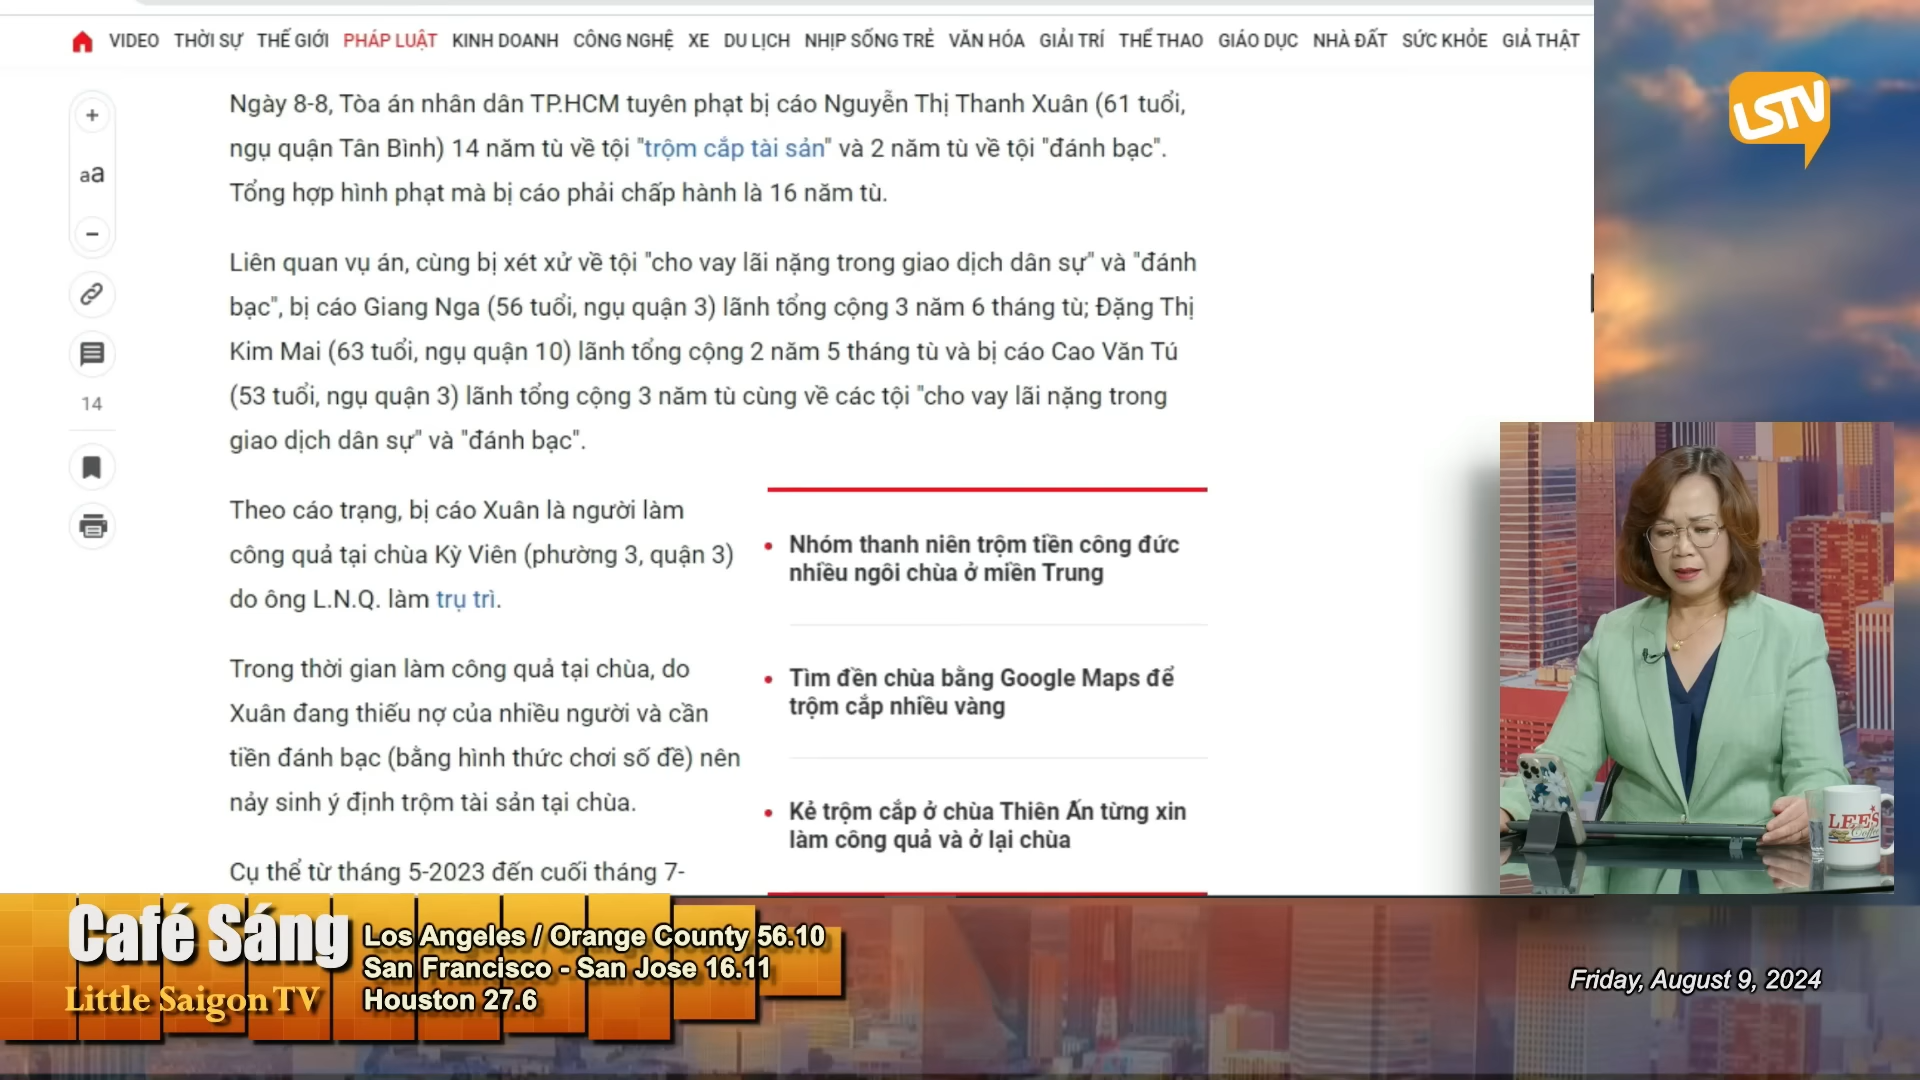 VIDEO THỜI SỰ THẾ GIỚI PHÁP LUẬT KINH DOANH CÔNG NGHỆ XE DU LỊCH NHỊP SỐNG TRẺ VĂN HÓA GIẢI TRÍ THỂ THAO GIÁO DỤC NHÀ ĐẤT SỨC KHỎE GIẢ THẬT
LSTV
+
aa
−
14
Ngày 8-8, Tòa án nhân dân TP.HCM tuyên phạt bị cáo Nguyễn Thị Thanh Xuân (61 tuổi,
ngụ quận Tân Bình) 14 năm tù về tội "trộm cắp tài sản" và 2 năm tù về tội "đánh bạc".
Tổng hợp hình phạt mà bị cáo phải chấp hành là 16 năm tù.
Liên quan vụ án, cùng bị xét xử về tội "cho vay lãi nặng trong giao dịch dân sự" và "đánh
bạc", bị cáo Giang Nga (56 tuổi, ngụ quận 3) lãnh tổng cộng 3 năm 6 tháng tù; Đặng Thị
Kim Mai (63 tuổi, ngụ quận 10) lãnh tổng cộng 2 năm 5 tháng tù và bị cáo Cao Văn Tú
(53 tuổi, ngụ quận 3) lãnh tổng cộng 3 năm tù cùng về các tội "cho vay lãi nặng trong
giao dịch dân sự" và "đánh bạc".
Theo cáo trạng, bị cáo Xuân là người làm
công quả tại chùa Kỳ Viên (phường 3, quận 3)
do ông L.N.Q. làm trụ trì.
Trong thời gian làm công quả tại chùa, do
Xuân đang thiếu nợ của nhiều người và cần
tiền đánh bạc (bằng hình thức chơi số đề) nên
nảy sinh ý định trộm tài sản tại chùa.
Cụ thể từ tháng 5-2023 đến cuối tháng 7-
Nhóm thanh niên trộm tiền công đức
nhiều ngôi chùa ở miền Trung
Tìm đền chùa bằng Google Maps để
trộm cắp nhiều vàng
Kẻ trộm cắp ở chùa Thiên Ấn từng xin
làm công quả và ở lại chùa
LEE'S
Coffee
Café Sáng
Little Saigon TV
Los Angeles / Orange County 56.10
San Francisco - San Jose 16.11
Houston 27.6
Friday, August 9, 2024